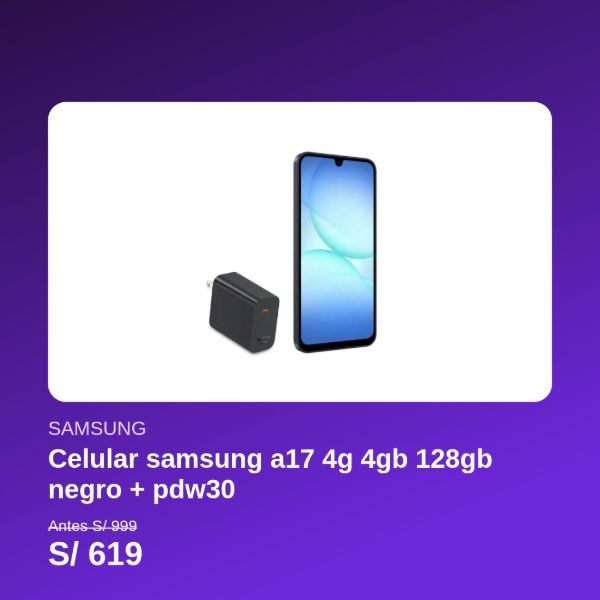 SAMSUNG
Celular samsung a17 4g 4gb 128gb
negro + pdw30
Antes S/ 999
S/ 619